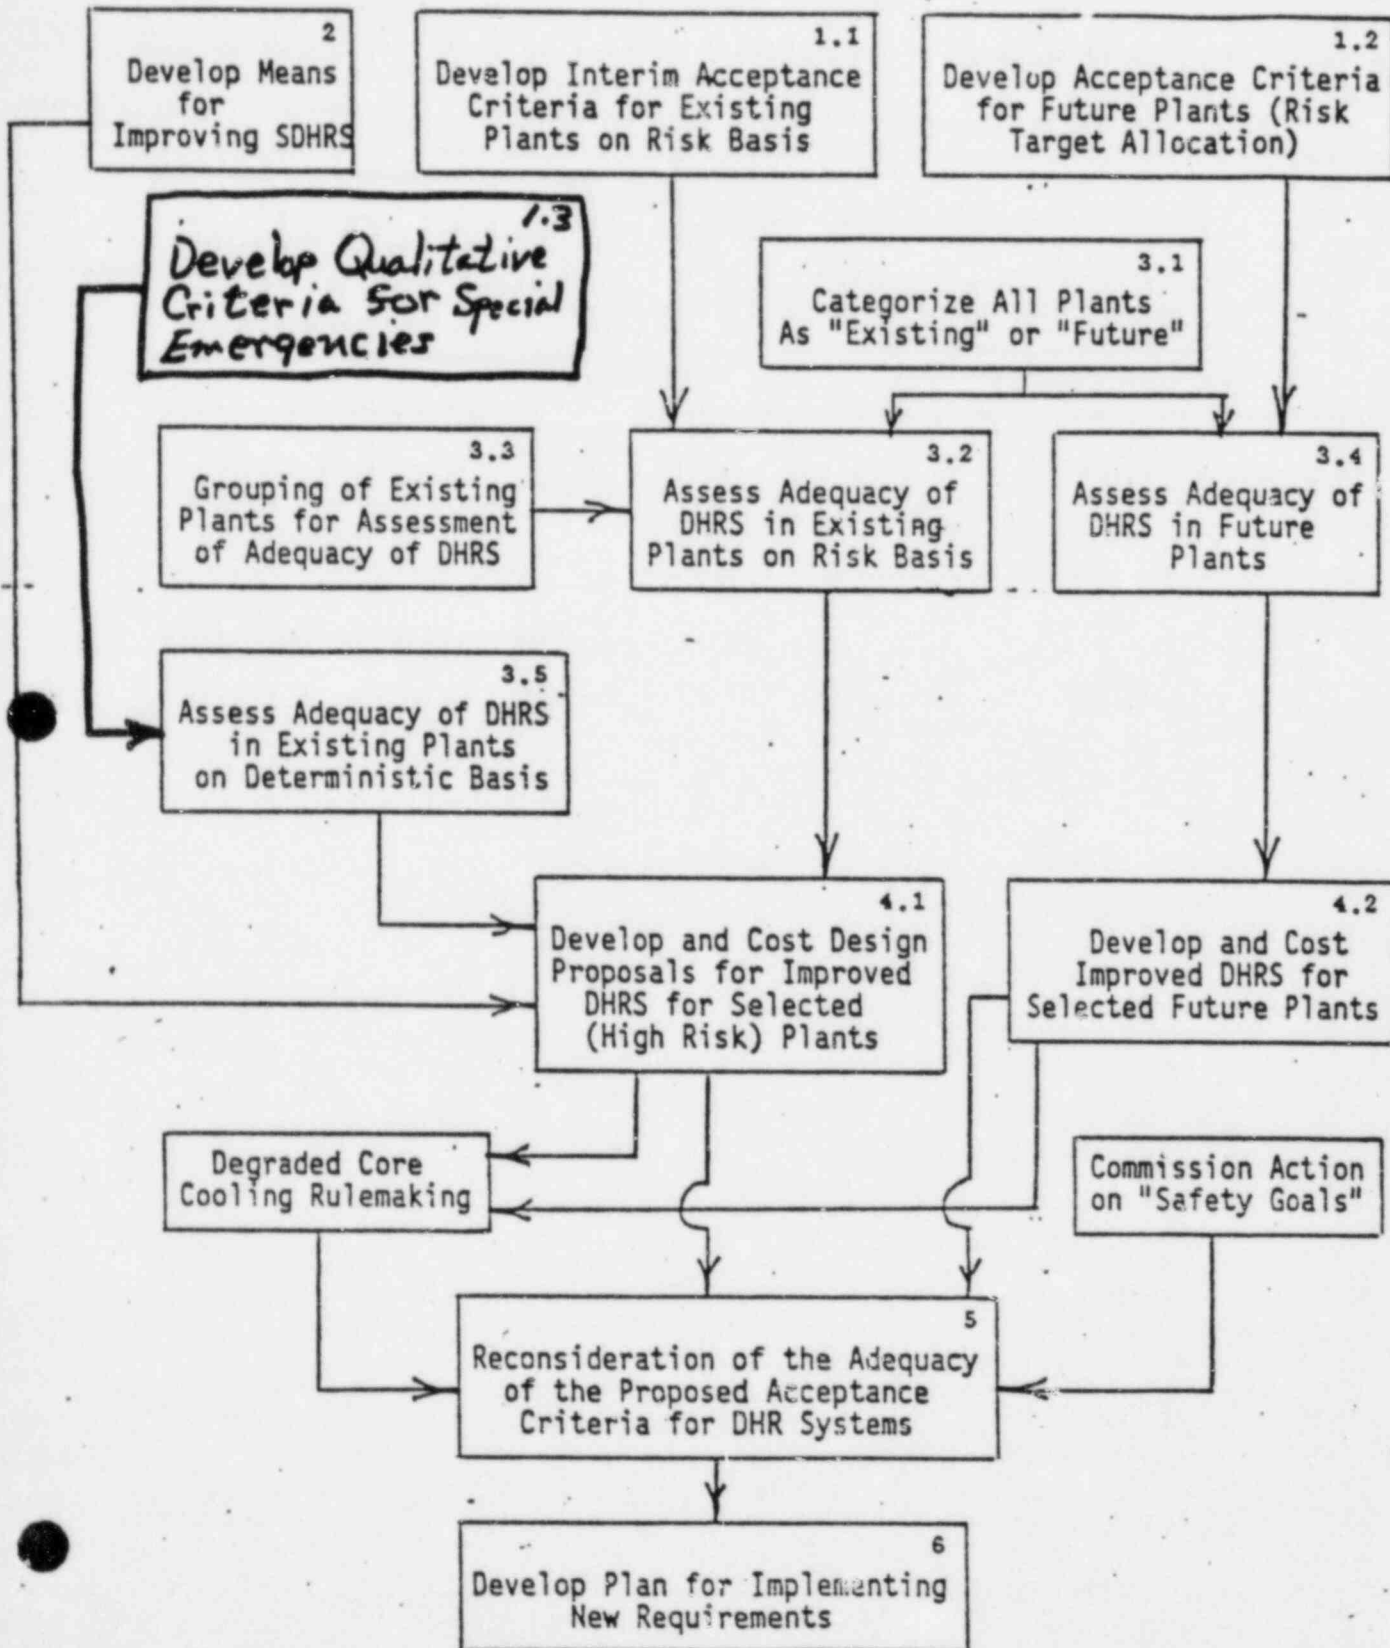 2
Develop Means
for
Improving SDHRS
1.1
Develop Interim Acceptance
Criteria for Existing
Plants on Risk Basis
1.2
Develop Acceptance Criteria
for Future Plants (Risk
Target Allocation)
1.3
Develop Qualitative
Criteria for Special
Emergencies
3.1
Categorize All Plants
As "Existing" or "Future"
3.3
Grouping of Existing
Plants for Assessment
of Adequacy of DHRS
3.2
Assess Adequacy of
DHRS in Existing
Plants on Risk Basis
3.4
Assess Adequacy of
DHRS in Future
Plants
3.5
Assess Adequacy of DHRS
in Existing Plants
on Deterministic Basis
4.1
Develop and Cost Design
Proposals for Improved
DHRS for Selected
(High Risk) Plants
4.2
Develop and Cost
Improved DHRS for
Selected Future Plants
Degraded Core
Cooling Rulemaking
Commission Action
on "Safety Goals"
5
Reconsideration of the Adequacy
of the Proposed Acceptance
Criteria for DHR Systems
6
Develop Plan for Implementing
New Requirements